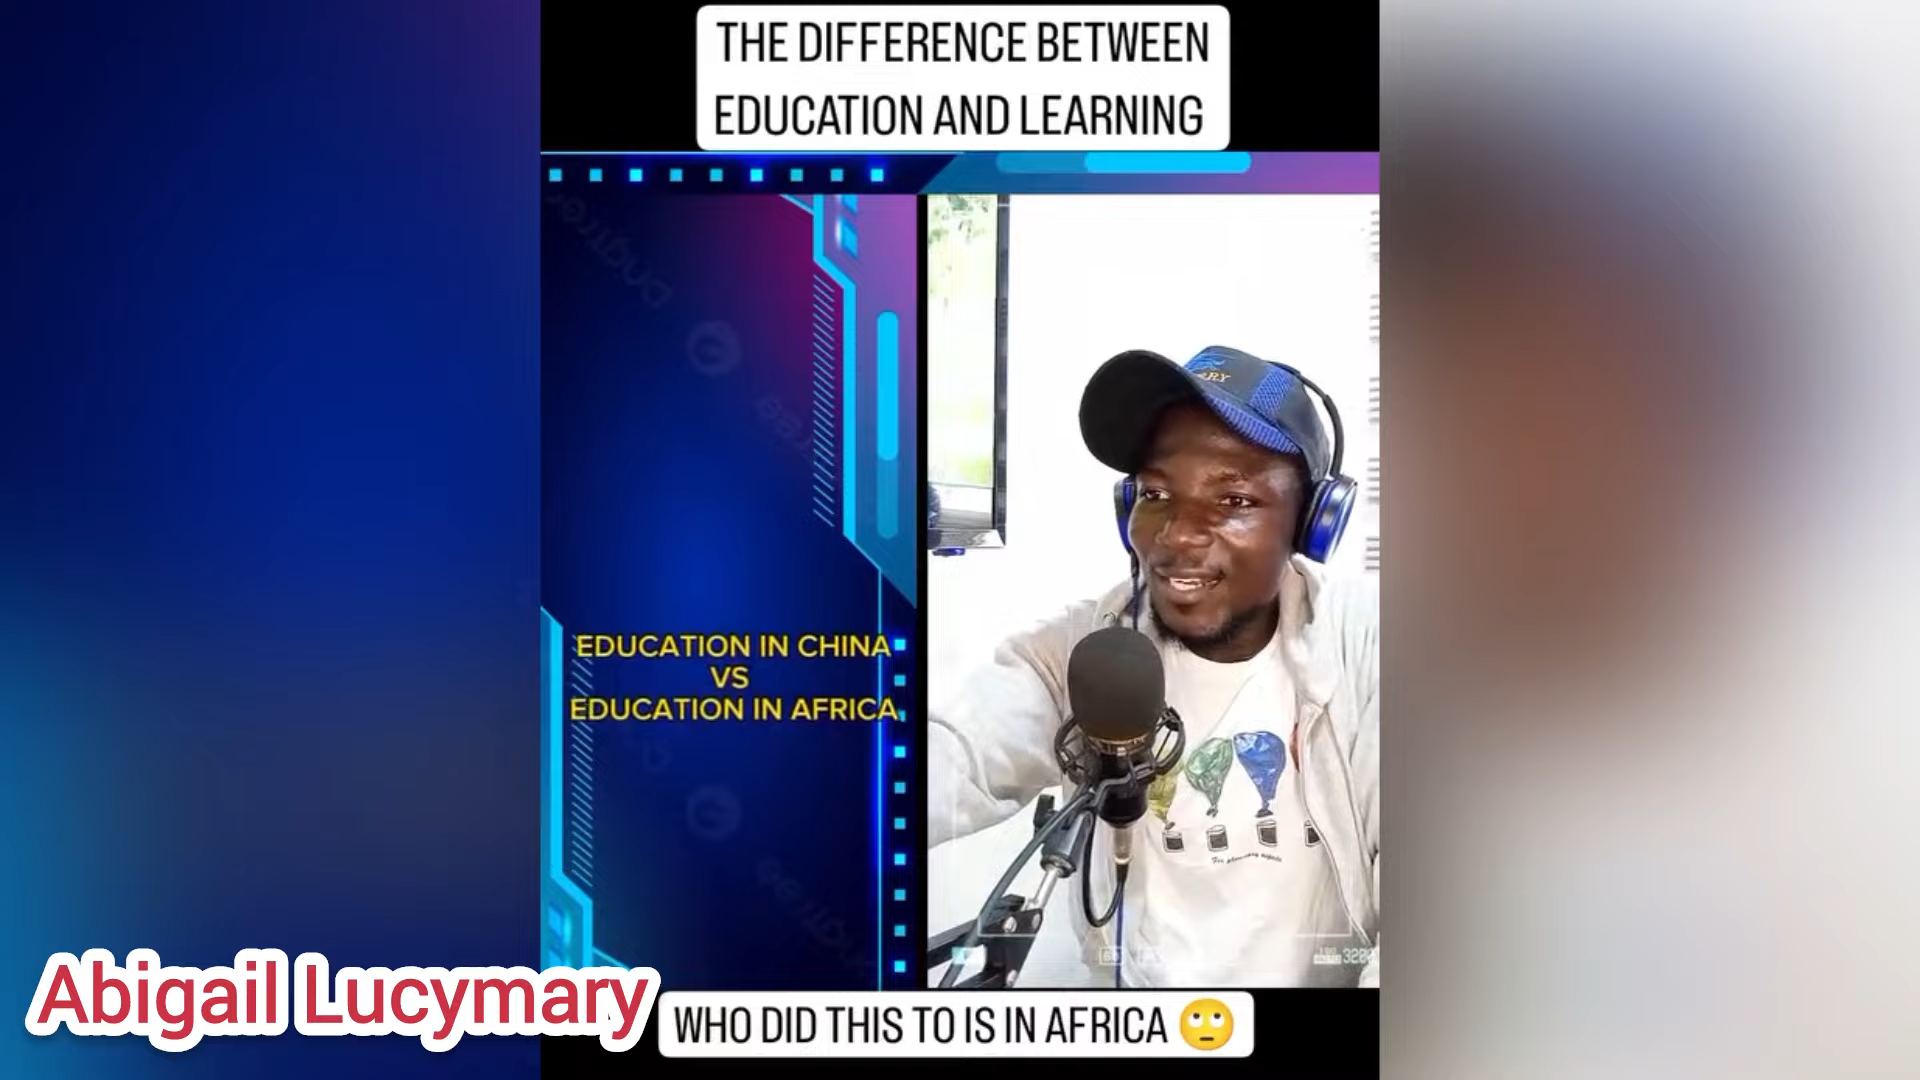 THE DIFFERENCE BETWEEN
EDUCATION AND LEARNING
EDUCATION IN CHINA
VS
EDUCATION IN AFRICA
Abigail Lucymary
WHO DID THIS TO IS IN AFRICA 🙄